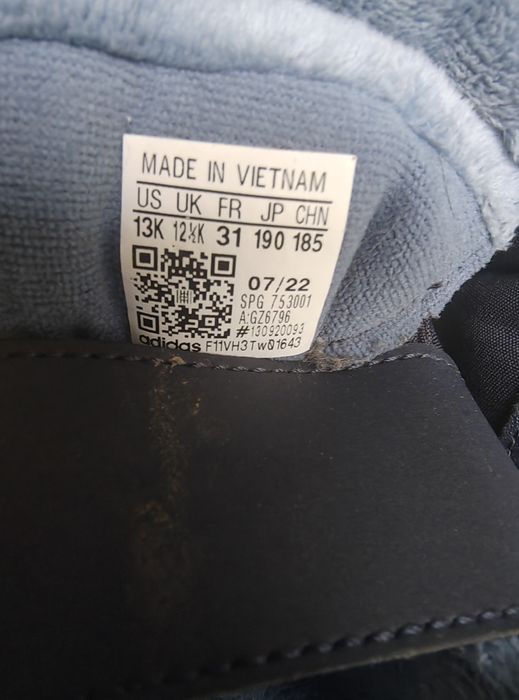 MADE IN VIETNAM
US UK FR JP CHN
13K 12½K 31 190 185
07/22
SPG 753001
A:GZ6796
#130920093
adidas F11VH3Tw01643